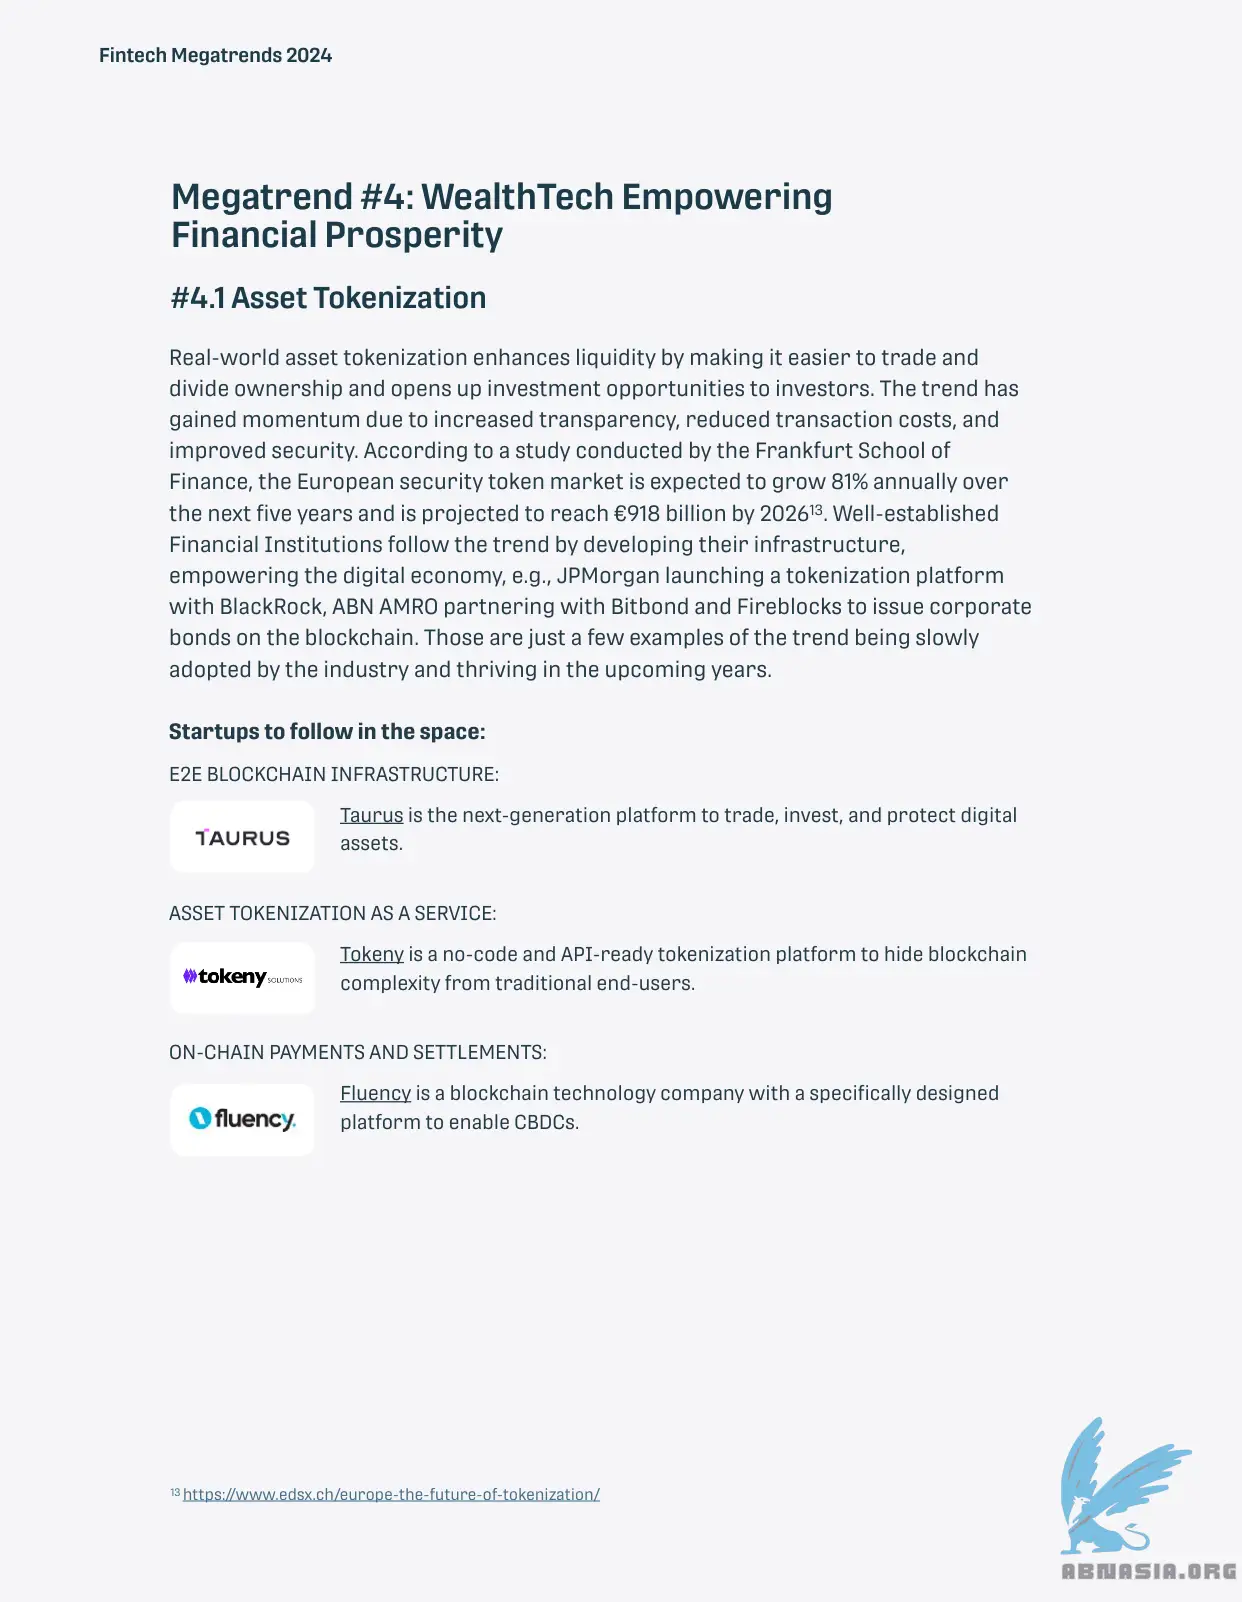 Fintech Megatrends 2024
Megatrend #4: WealthTech Empowering
Financial Prosperity
#4.1 Asset Tokenization
Real-world asset tokenization enhances liquidity by making it easier to trade and
divide ownership and opens up investment opportunities to investors. The trend has
gained momentum due to increased transparency, reduced transaction costs, and
improved security. According to a study conducted by the Frankfurt School of
Finance, the European security token market is expected to grow 81% annually over
the next five years and is projected to reach €918 billion by 2026¹³. Well-established
Financial Institutions follow the trend by developing their infrastructure,
empowering the digital economy, e.g., JPMorgan launching a tokenization platform
with BlackRock, ABN AMRO partnering with Bitbond and Fireblocks to issue corporate
bonds on the blockchain. Those are just a few examples of the trend being slowly
adopted by the industry and thriving in the upcoming years.
Startups to follow in the space:
E2E BLOCKCHAIN INFRASTRUCTURE:
TAURUS
Taurus is the next-generation platform to trade, invest, and protect digital
assets.
ASSET TOKENIZATION AS A SERVICE:
tokeny SOLUTIONS
Tokeny is a no-code and API-ready tokenization platform to hide blockchain
complexity from traditional end-users.
ON-CHAIN PAYMENTS AND SETTLEMENTS:
fluency.
Fluency is a blockchain technology company with a specifically designed
platform to enable CBDCs.
¹³ https://www.edsx.ch/europe-the-future-of-tokenization/
ABNASIA.ORG